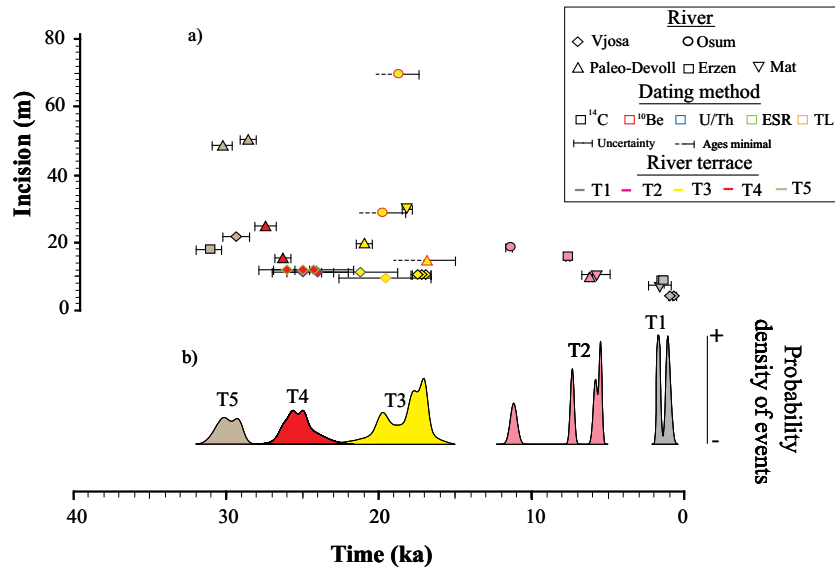 a)
80
60
40
20
0
Incision (m)
River
Vjosa Osum
Paleo-Devoll Erzen Mat
Dating method
¹⁴C ¹⁰Be U/Th ESR TL
Uncertainty Ages minimal
River terrace
T1 T2 T3 T4 T5
b)
T5 T4 T3 T2 T1
+
-
Probability
density of events
40 30 20 10 0
Time (ka)